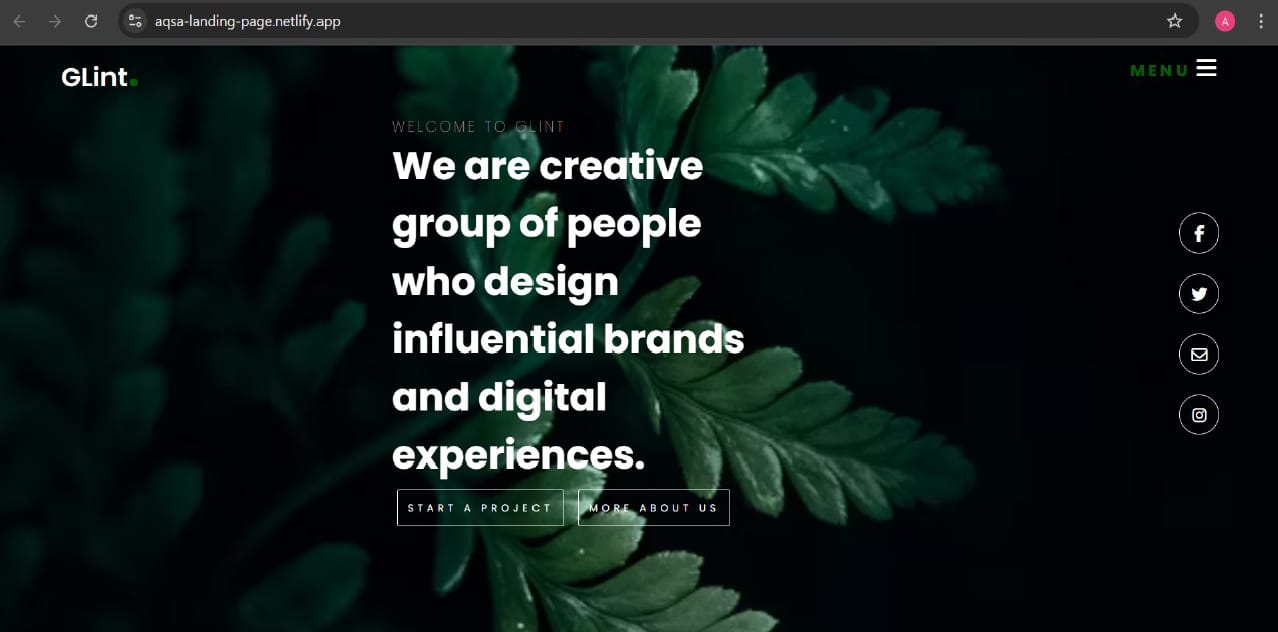 aqsa-landing-page.netlify.app
A
GLint.
MENU
WELCOME TO GLINT
We are creative
group of people
who design
influential brands
and digital
experiences.
START A PROJECT
MORE ABOUT US